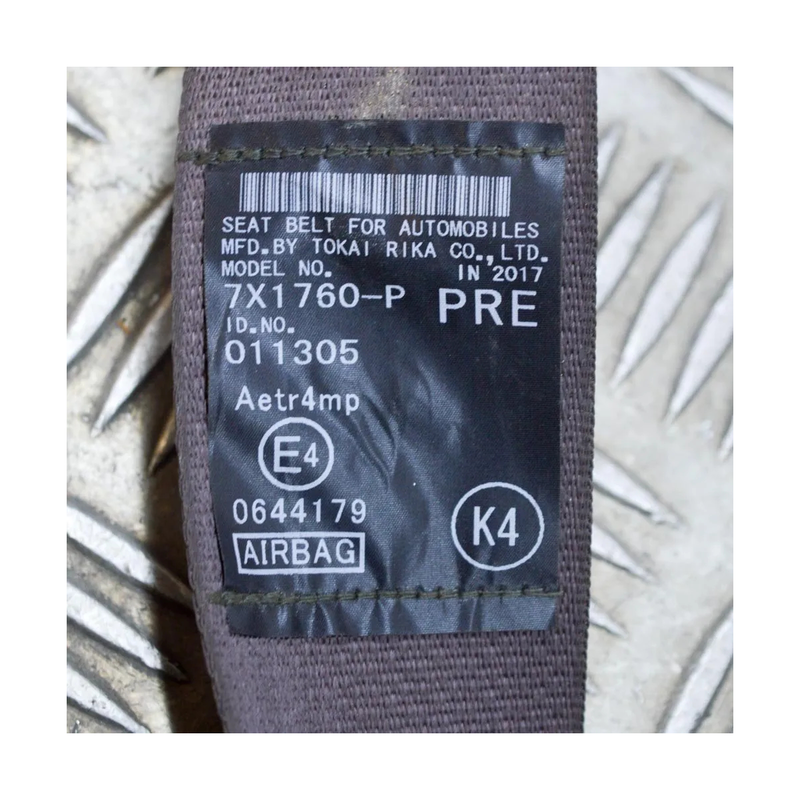 SEAT BELT FOR AUTOMOBILES
MFD.BY TOKAI RIKA CO.,LTD.
MODEL NO. IN 2017
7X1760-P PRE
ID.NO.
011305
Aetr4mp
E4
0644179
AIRBAG
K4